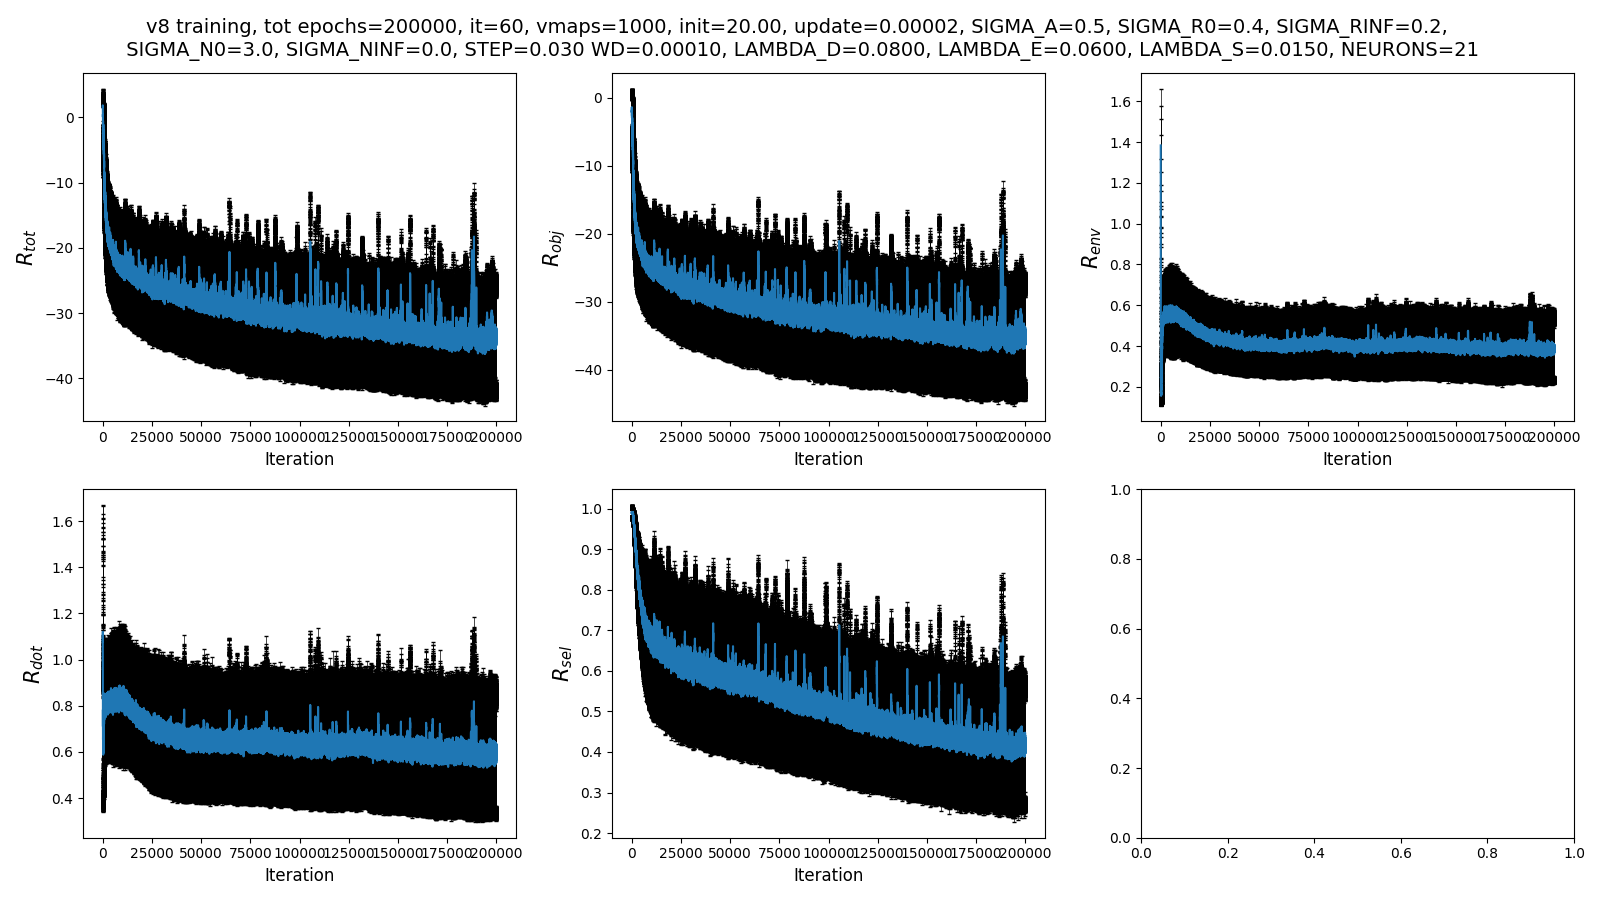 v8 training, tot epochs=200000, it=60, vmaps=1000, init=20.00, update=0.00002, SIGMA_A=0.5, SIGMA_R0=0.4, SIGMA_RINF=0.2,
SIGMA_N0=3.0, SIGMA_NINF=0.0, STEP=0.030 WD=0.00010, LAMBDA_D=0.0800, LAMBDA_E=0.0600, LAMBDA_S=0.0150, NEURONS=21
R_tot
0
−10
−20
−30
−40
0 25000 50000 75000 100000 125000 150000 175000 200000
Iteration
R_obj
0
−10
−20
−30
−40
0 25000 50000 75000 100000 125000 150000 175000 200000
Iteration
R_env
1.6
1.4
1.2
1.0
0.8
0.6
0.4
0.2
0 25000 50000 75000 100000 125000 150000 175000 200000
Iteration
R_dot
1.6
1.4
1.2
1.0
0.8
0.6
0.4
0 25000 50000 75000 100000 125000 150000 175000 200000
Iteration
R_sel
1.0
0.9
0.8
0.7
0.6
0.5
0.4
0.3
0.2
0 25000 50000 75000 100000 125000 150000 175000 200000
Iteration
1.0
0.8
0.6
0.4
0.2
0.0
0.0 0.2 0.4 0.6 0.8 1.0